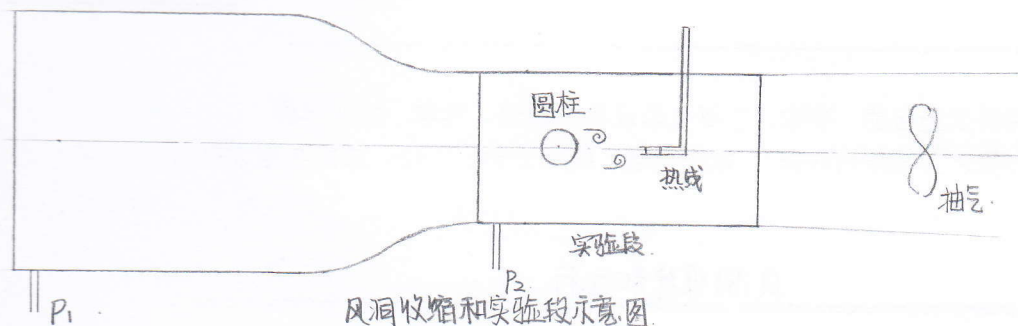 圆柱
热线
抽气
实验段
P₁
P₂
风洞收缩和实验段示意图